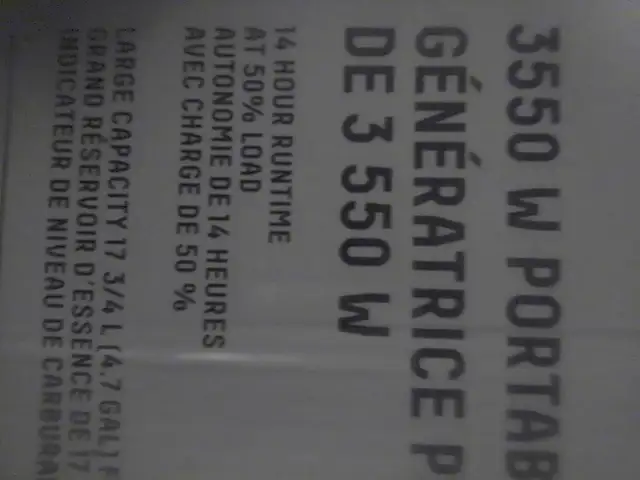 3550 W PORTAB
GÉNÉRATRICE P
DE 3 550 W
14 HOUR RUNTIME
AT 50% LOAD
AUTONOMIE DE 14 HEURES
AVEC CHARGE DE 50 %
LARGE CAPACITY 17 3/4 L (4.7 GAL) F
GRAND RÉSERVOIR D'ESSENCE DE 17
INDICATEUR DE NIVEAU DE CARBURA